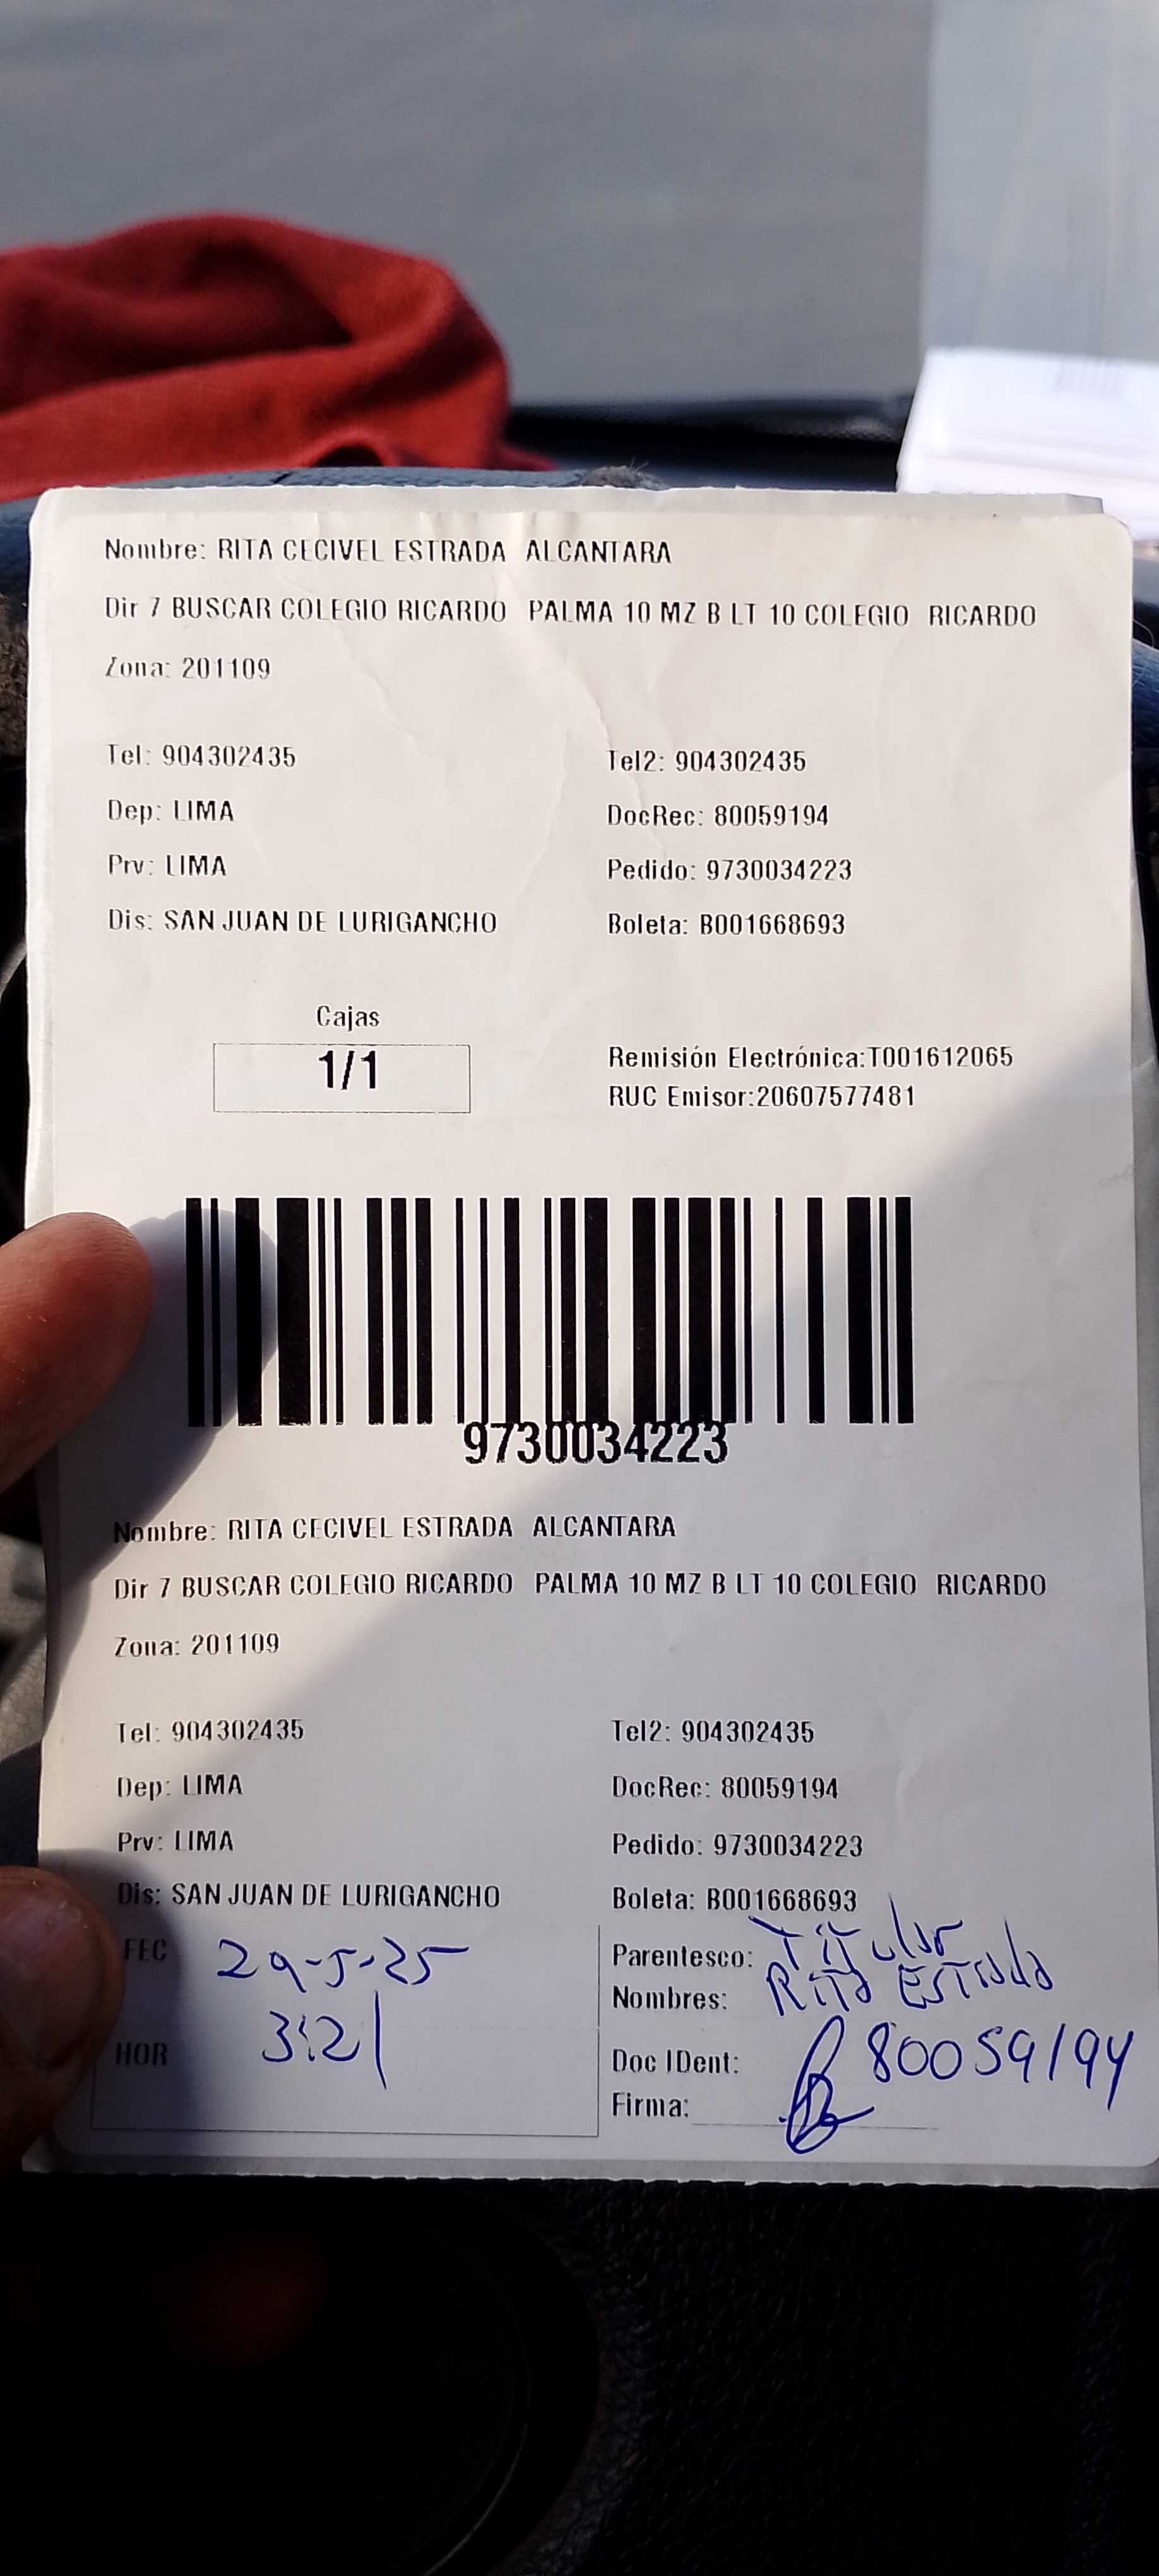 Nombre: RITA CECIVEL ESTRADA ALCANTARA
Dir 7 BUSCAR COLEGIO RICARDO PALMA 10 MZ B LT 10 COLEGIO RICARDO
Zona: 201109
Tel: 904302435 Tel2: 904302435
Dep: LIMA DocRec: 80059194
Prv: LIMA Pedido: 9730034223
Dis: SAN JUAN DE LURIGANCHO Boleta: B001668693
Cajas
1/1
Remisión Electrónica:T001612065
RUC Emisor:20607577481
9730034223
Nombre: RITA CECIVEL ESTRADA ALCANTARA
Dir 7 BUSCAR COLEGIO RICARDO PALMA 10 MZ B LT 10 COLEGIO RICARDO
Zona: 201109
Tel: 904302435 Tel2: 904302435
Dep: LIMA DocRec: 80059194
Prv: LIMA Pedido: 9730034223
Dis: SAN JUAN DE LURIGANCHO Boleta: B001668693
FEC 29-5-25
HOR 3:21
Parentesco: Titular
Nombres: Rita ESTrada
Doc IDent: 80059194
Firma: